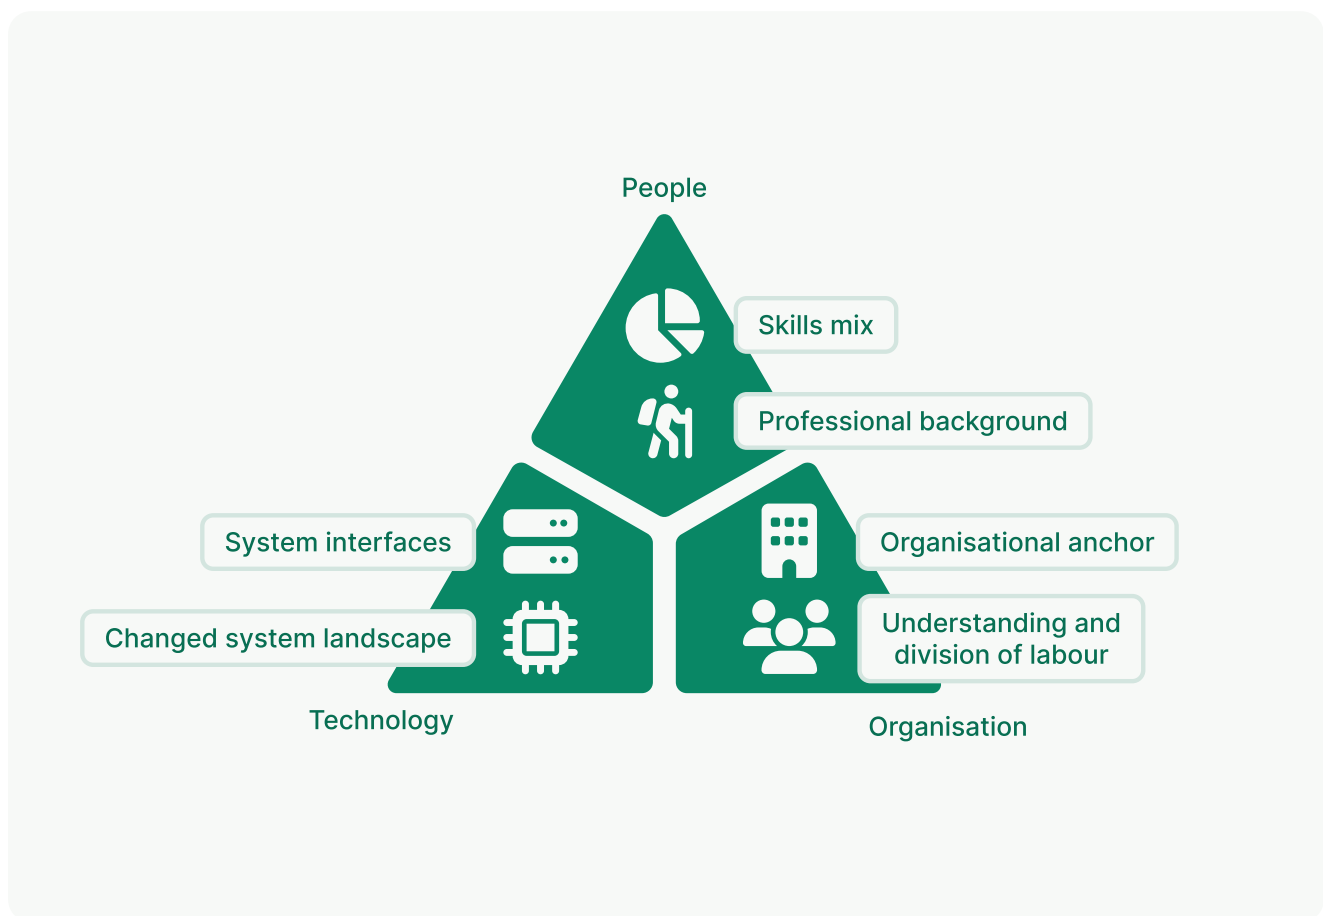 People
Skills mix
Professional background
System interfaces
Organisational anchor
Changed system landscape
Understanding and
division of labour
Technology
Organisation